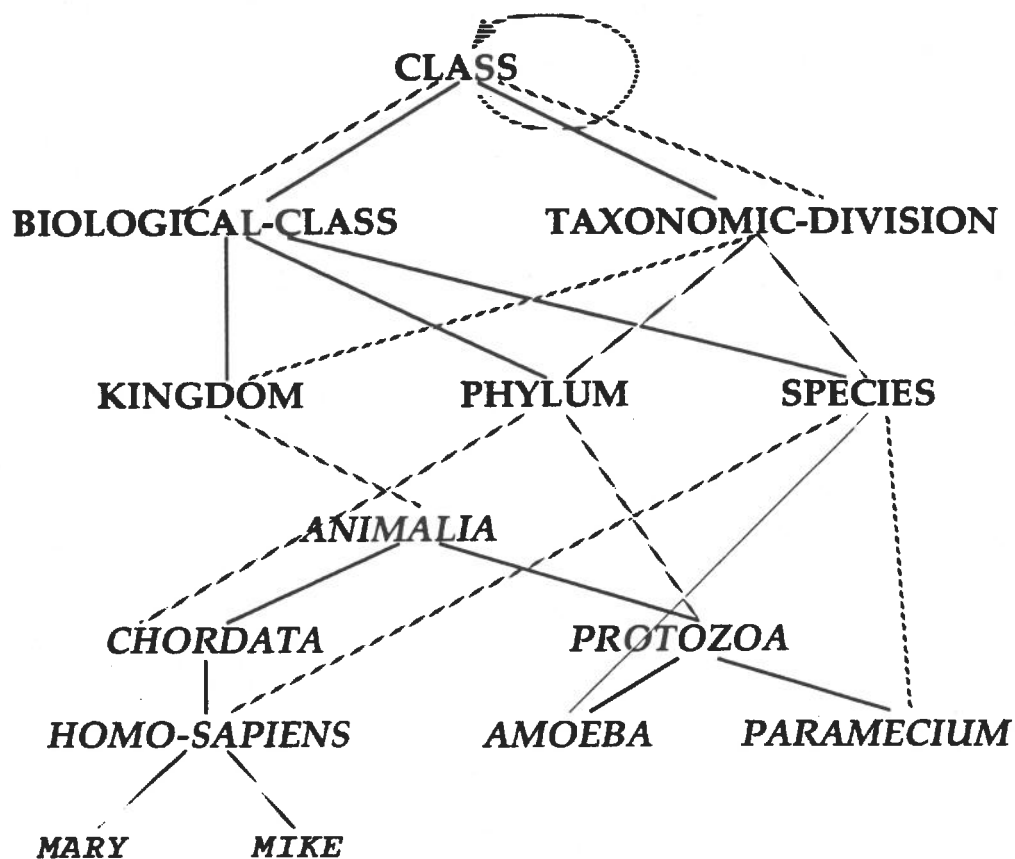 CLASS
BIOLOGICAL-CLASS TAXONOMIC-DIVISION
KINGDOM PHYLUM SPECIES
ANIMALIA
CHORDATA PROTOZOA
HOMO-SAPIENS AMOEBA PARAMECIUM
MARY MIKE